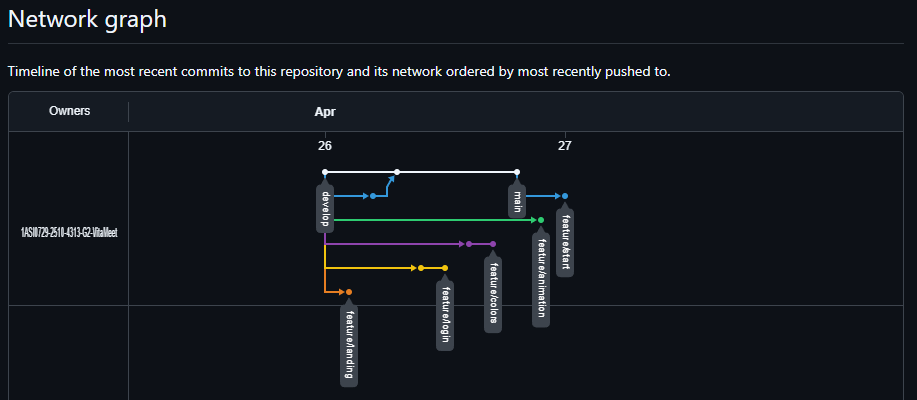 Network graph
Timeline of the most recent commits to this repository and its network ordered by most recently pushed to.
Owners
Apr
26
27
1ASI0729-2510-4313-G2-VitaMeet
develop
main
feature/start
feature/animation
feature/colors
feature/login
feature/landing